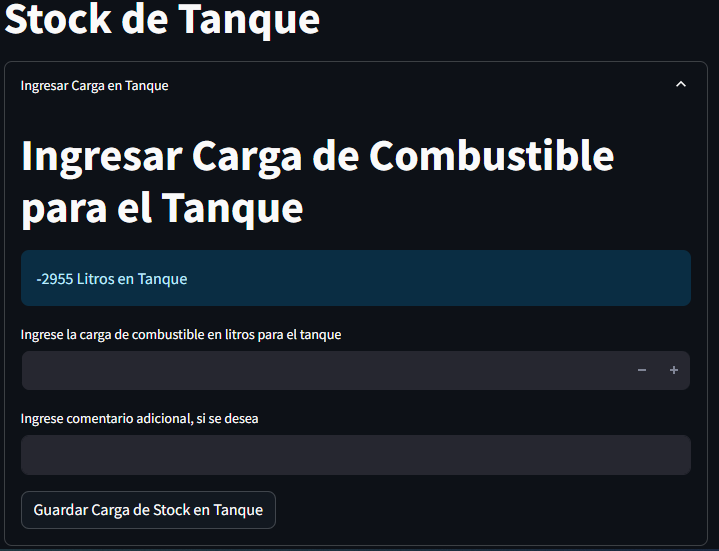 Stock de Tanque
Ingresar Carga en Tanque
Ingresar Carga de Combustible
para el Tanque
-2955 Litros en Tanque
Ingrese la carga de combustible en litros para el tanque
Ingrese comentario adicional, si se desea
Guardar Carga de Stock en Tanque